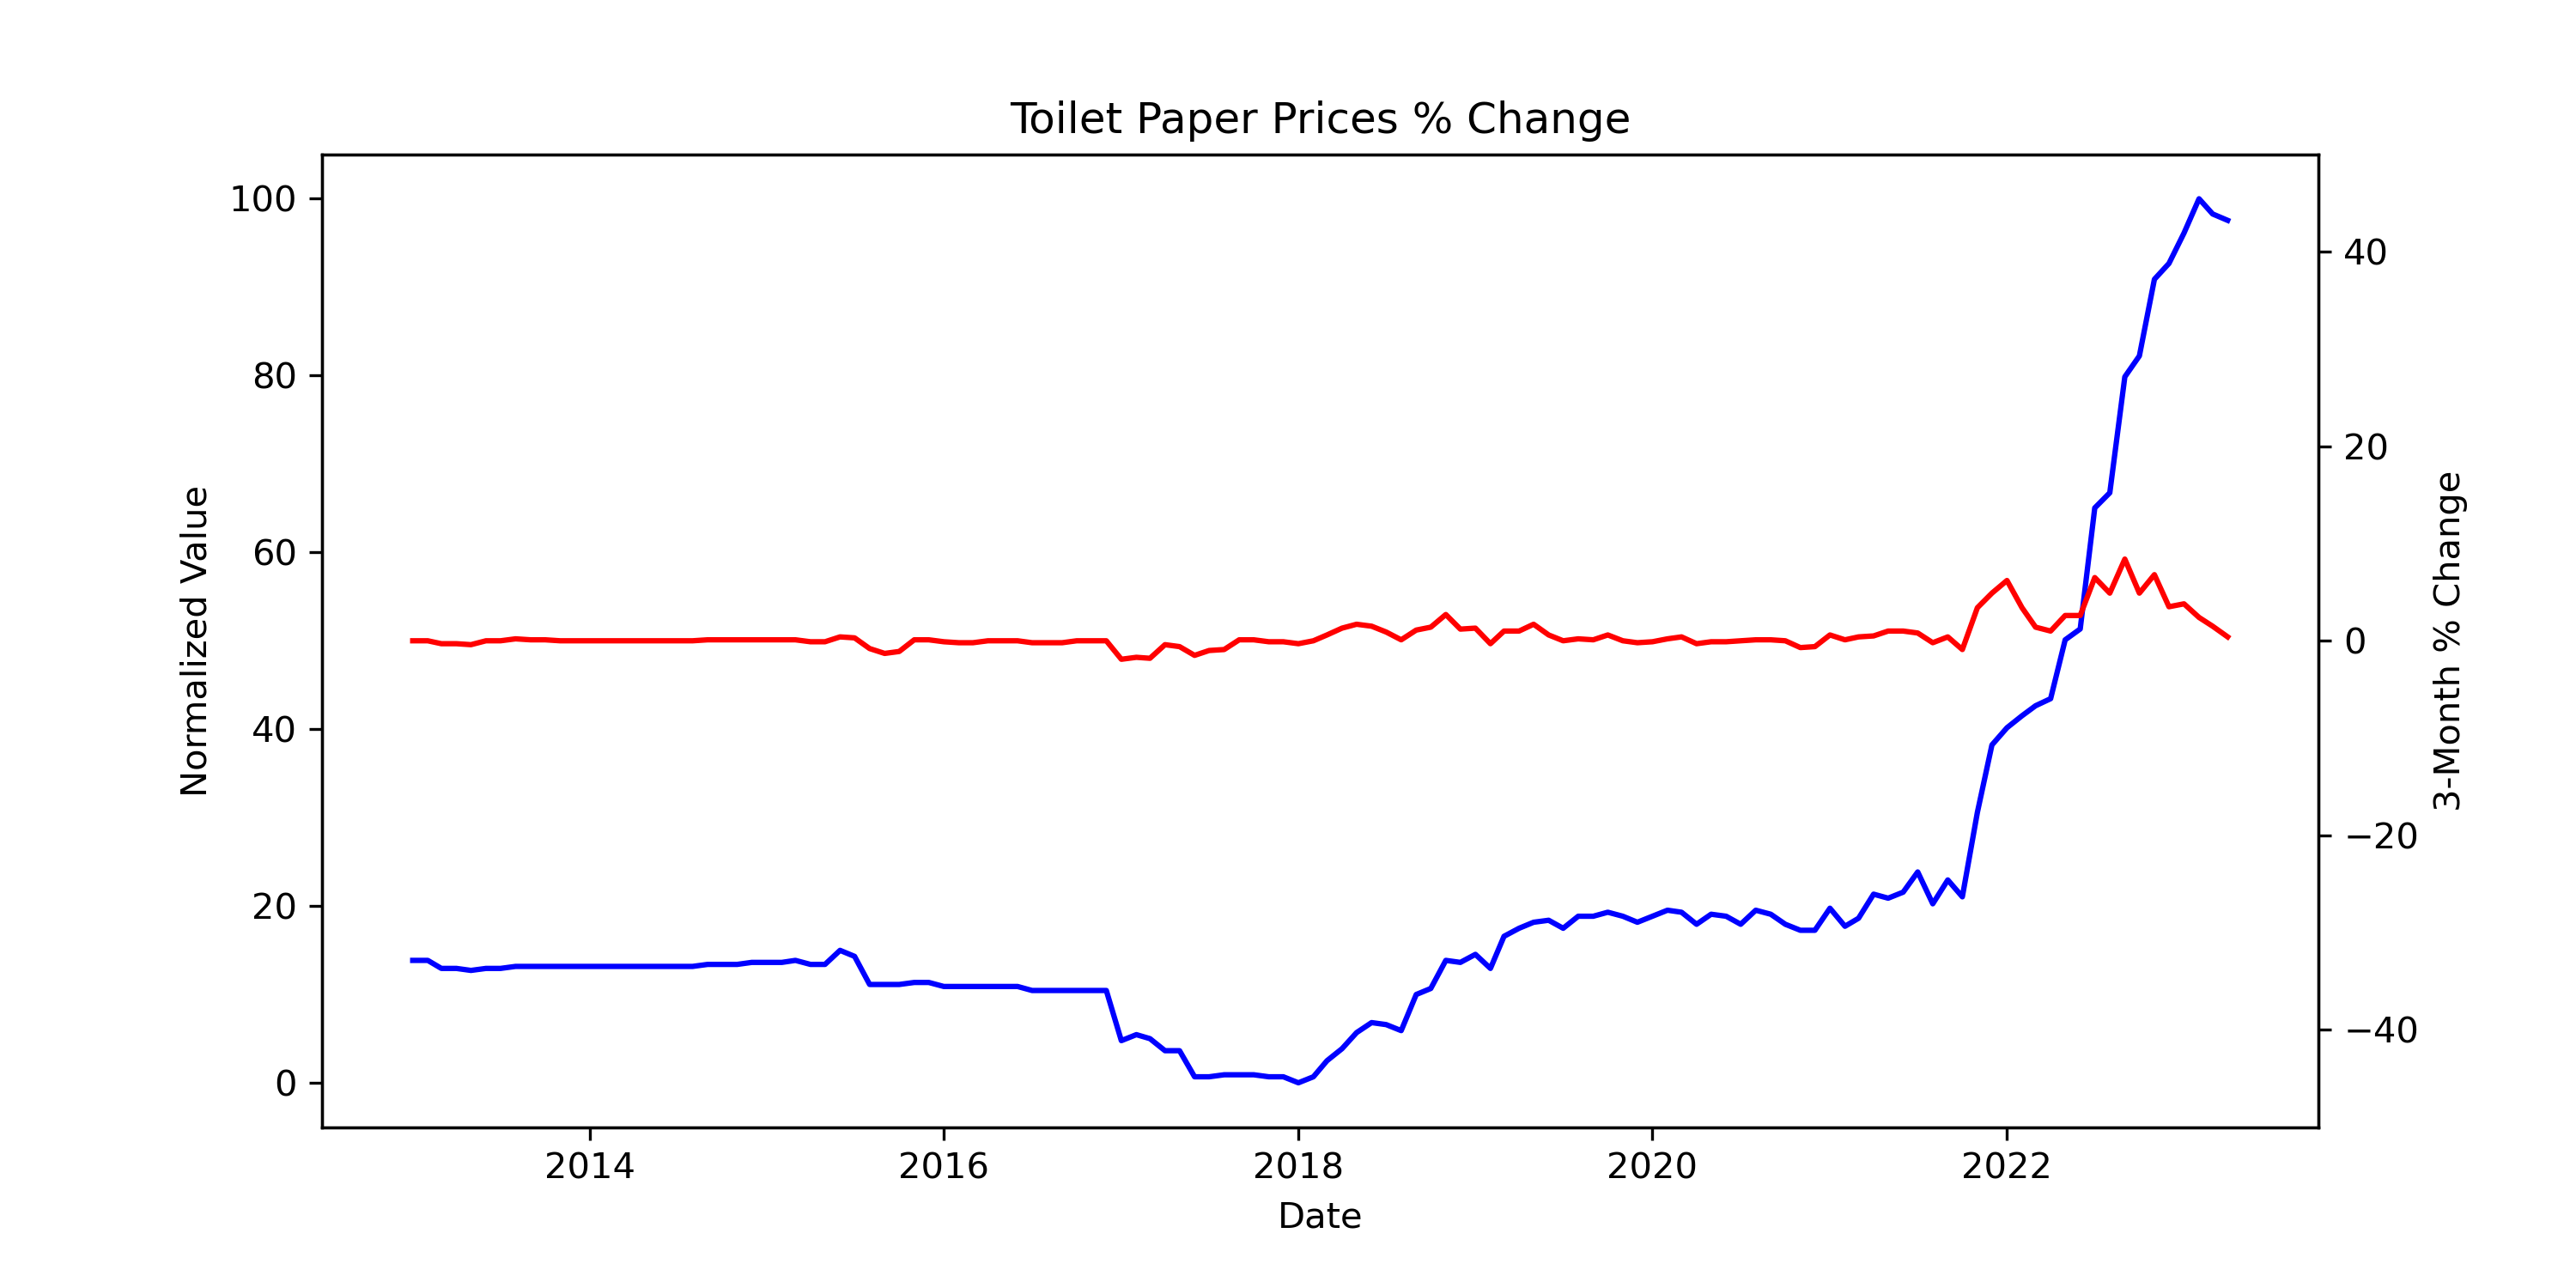 Toilet Paper Prices % Change
100
80
60
40
20
0
Normalized Value
40
20
0
−20
−40
3-Month % Change
2014 2016 2018 2020 2022
Date